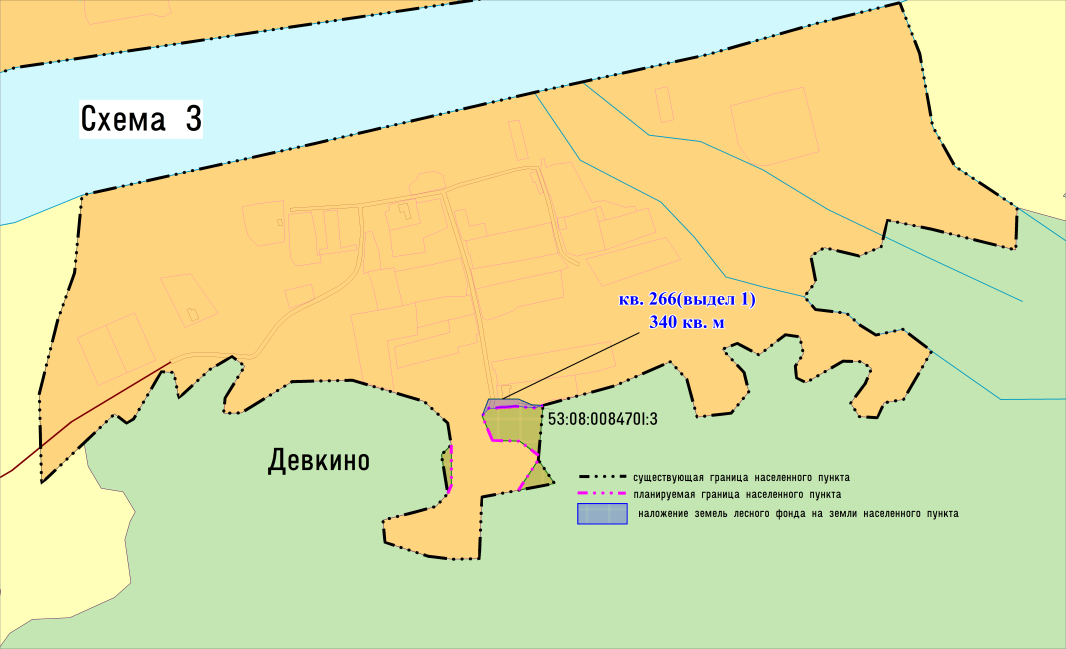 Схема 3
кв. 266(выдел 1)
340 кв. м
53:08:008470I:3
Девкино
существующая граница населенного пункта
планируемая граница населенного пункта
наложение земель лесного фонда на земли населенного пункта